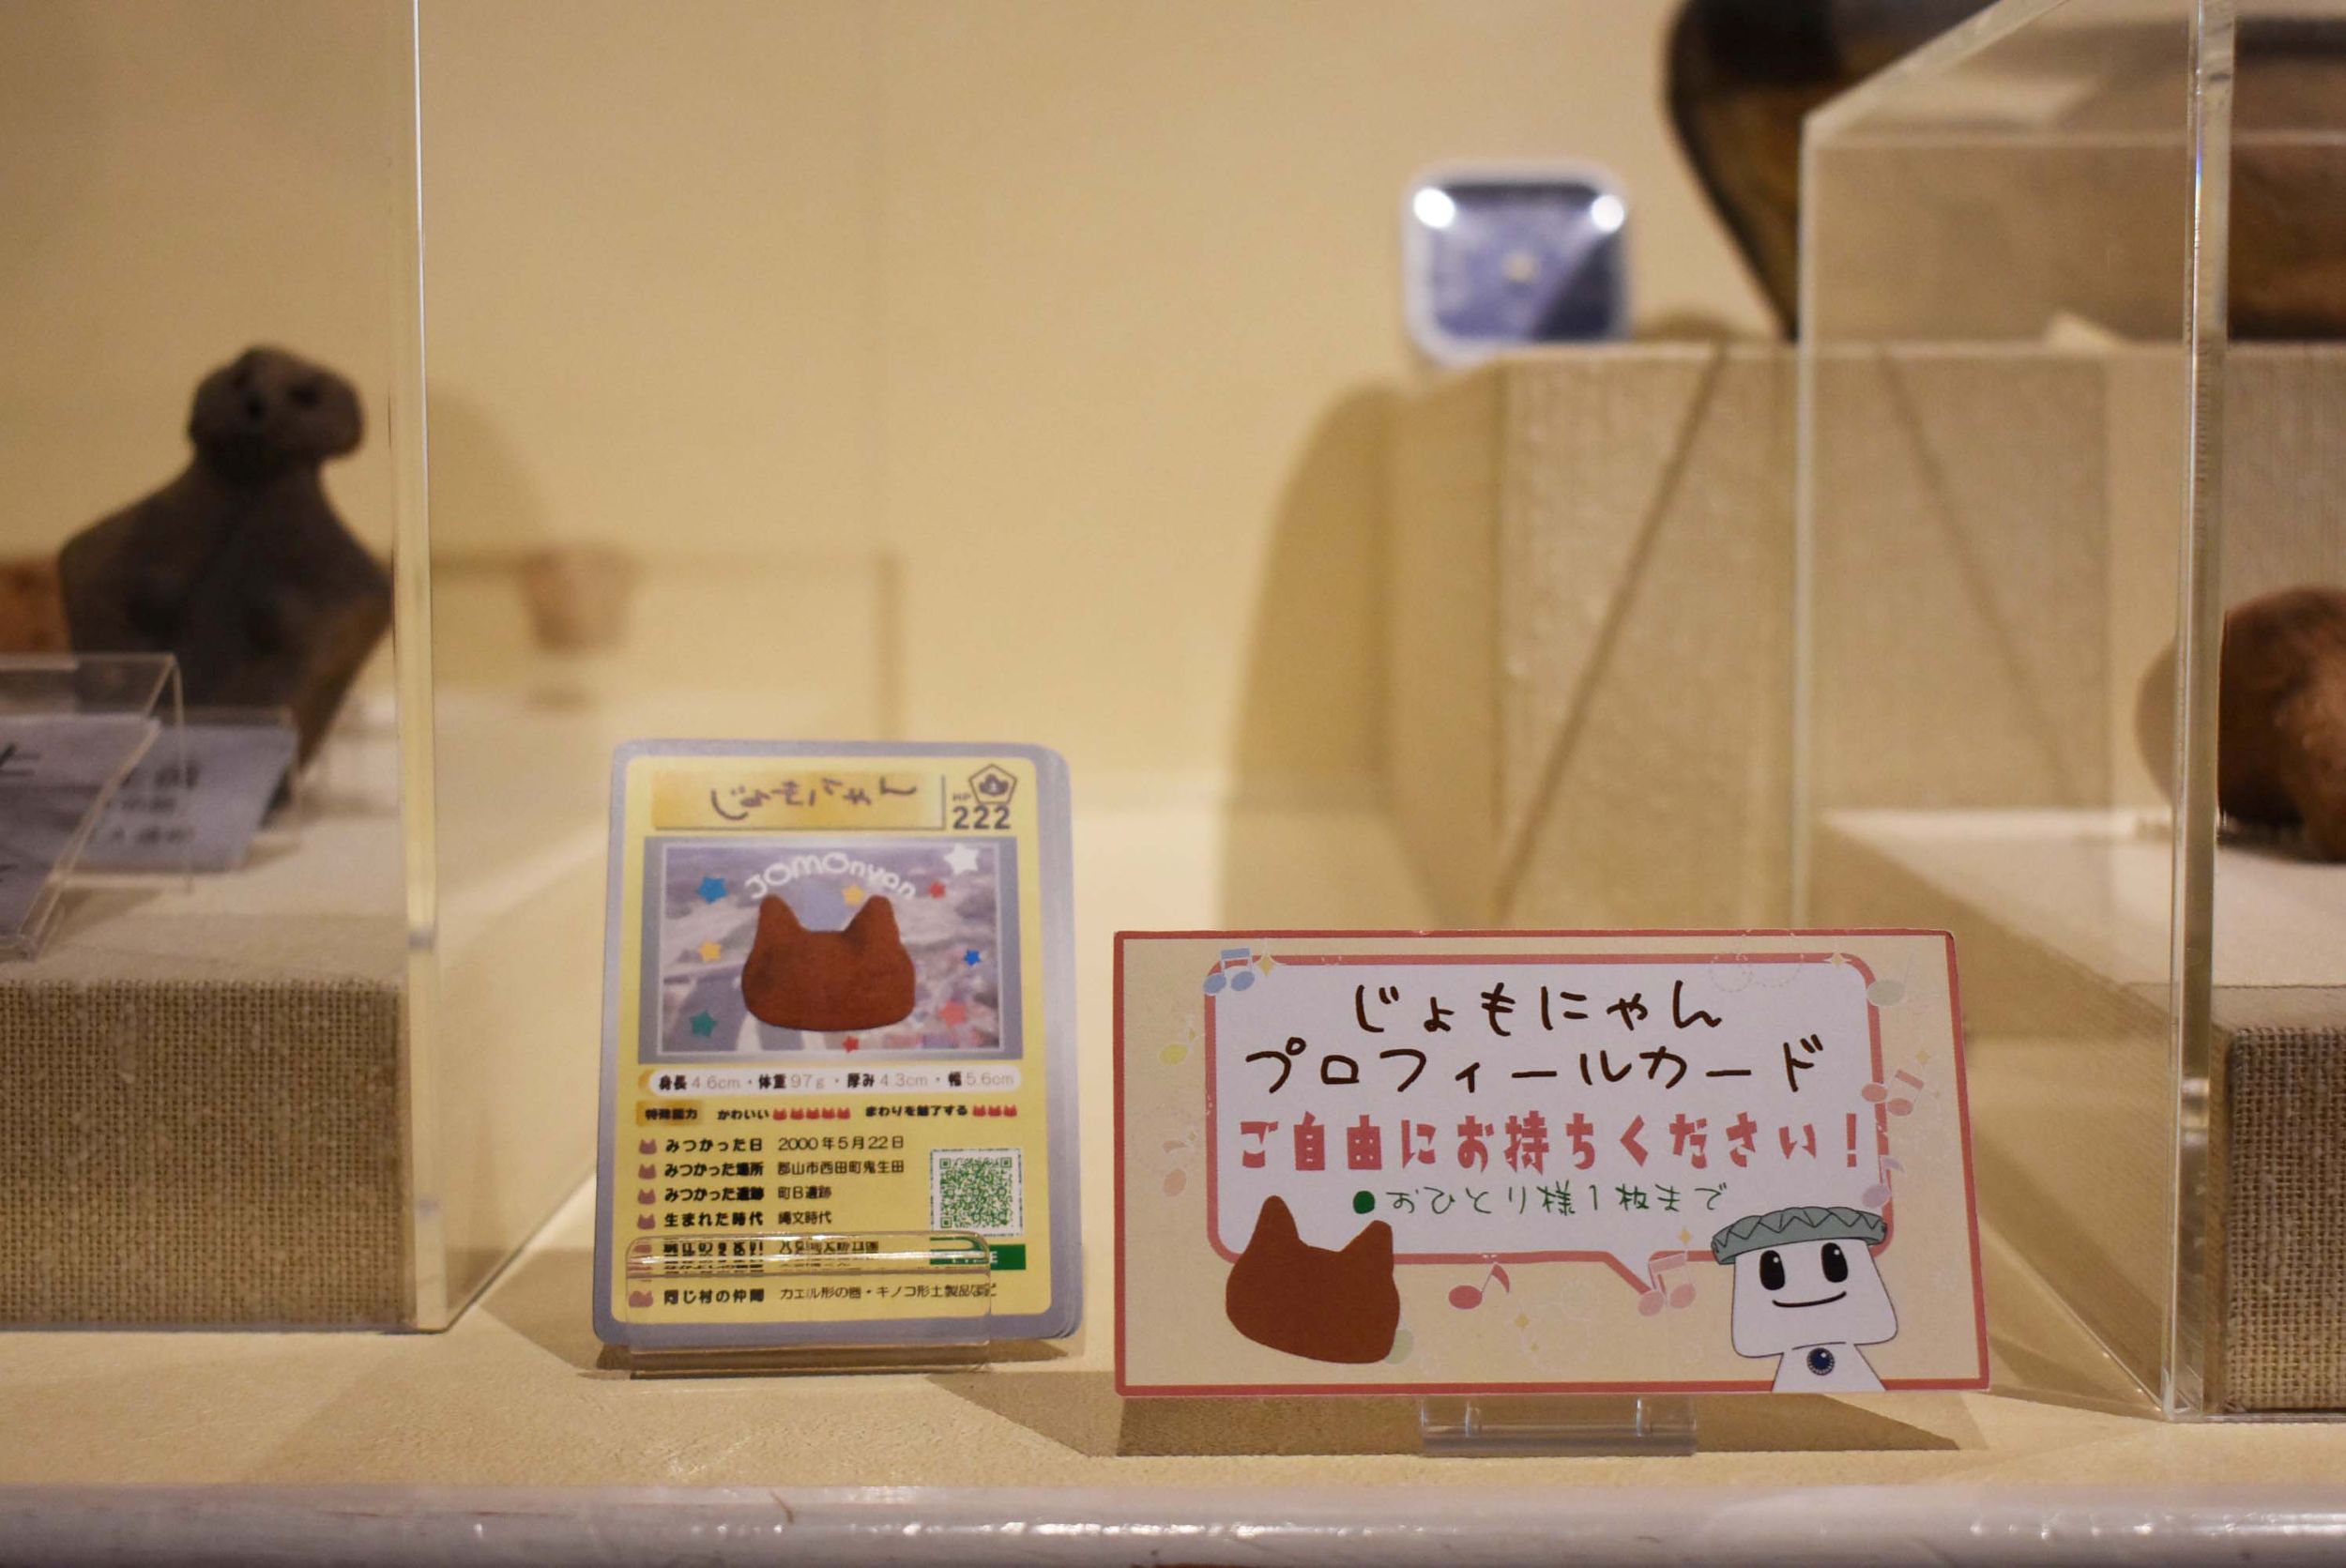 じょもにゃん
HP
222
JOMOnyan
身長4.6cm・体重97g・厚み4.3cm・幅5.6cm
特殊能力 かわいい まわりを魅了する
みつかった日 2000年5月22日
みつかった場所 郡山市西田町鬼生田
みつかった遺跡 町B遺跡
生まれた時代 縄文時代
同じ村の仲間 カエル形の器・キノコ形土製品など
じょもにゃん
プロフィールカード
ご自由にお持ちください！
●おひとり様1枚まで